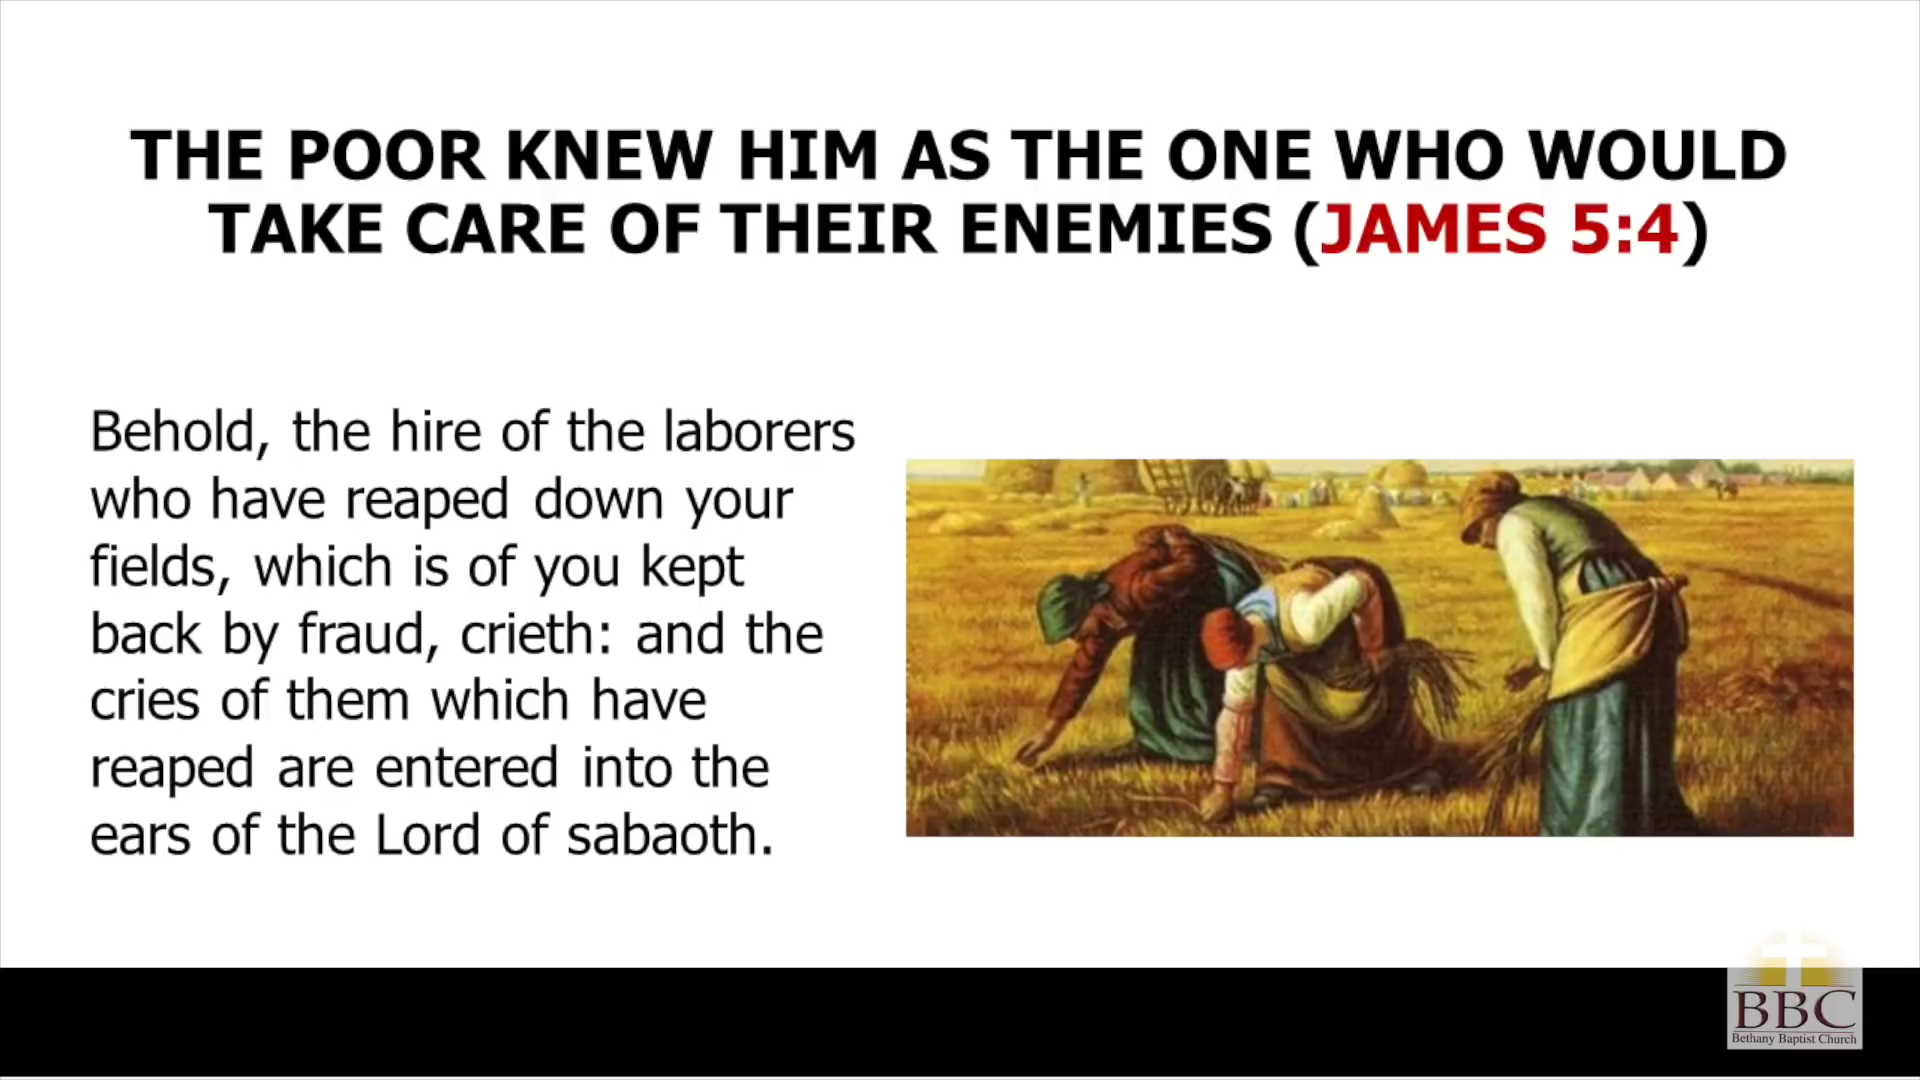 THE POOR KNEW HIM AS THE ONE WHO WOULD
TAKE CARE OF THEIR ENEMIES (JAMES 5:4)
Behold, the hire of the laborers
who have reaped down your
fields, which is of you kept
back by fraud, crieth: and the
cries of them which have
reaped are entered into the
ears of the Lord of sabaoth.
BBC
Bethany Baptist Church